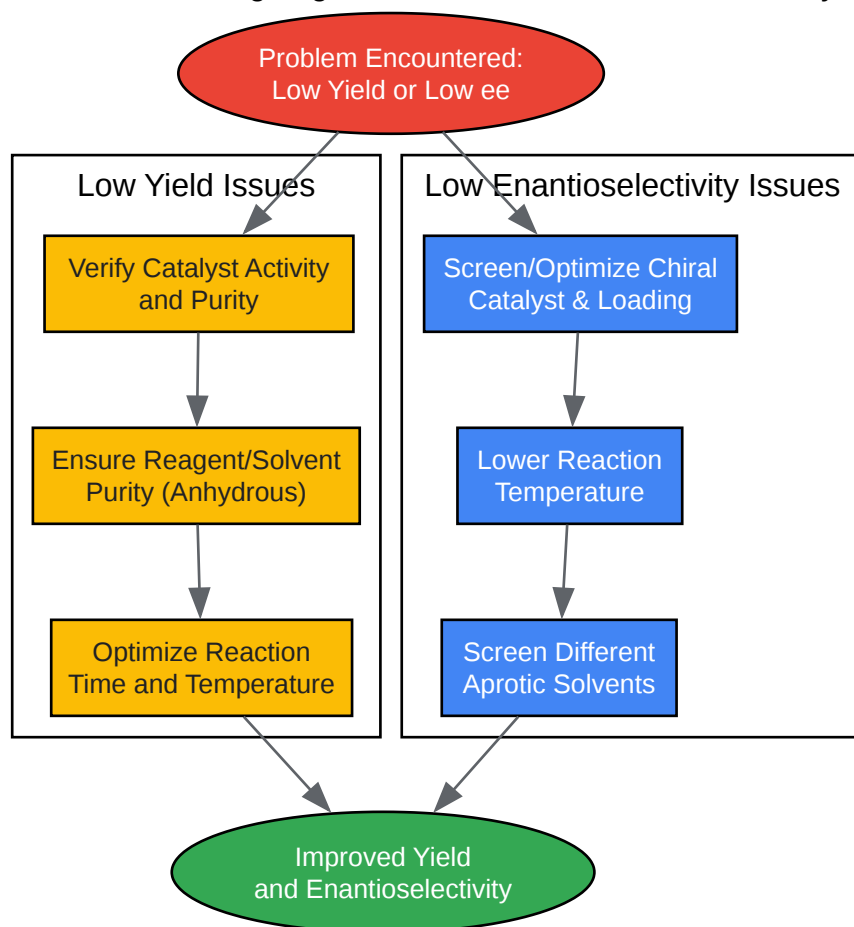 Problem Encountered:
Low Yield or Low ee
Low Yield Issues
Verify Catalyst Activity
and Purity
Ensure Reagent/Solvent
Purity (Anhydrous)
Optimize Reaction
Time and Temperature
Low Enantioselectivity Issues
Screen/Optimize Chiral
Catalyst & Loading
Lower Reaction
Temperature
Screen Different
Aprotic Solvents
Improved Yield
and Enantioselectivity